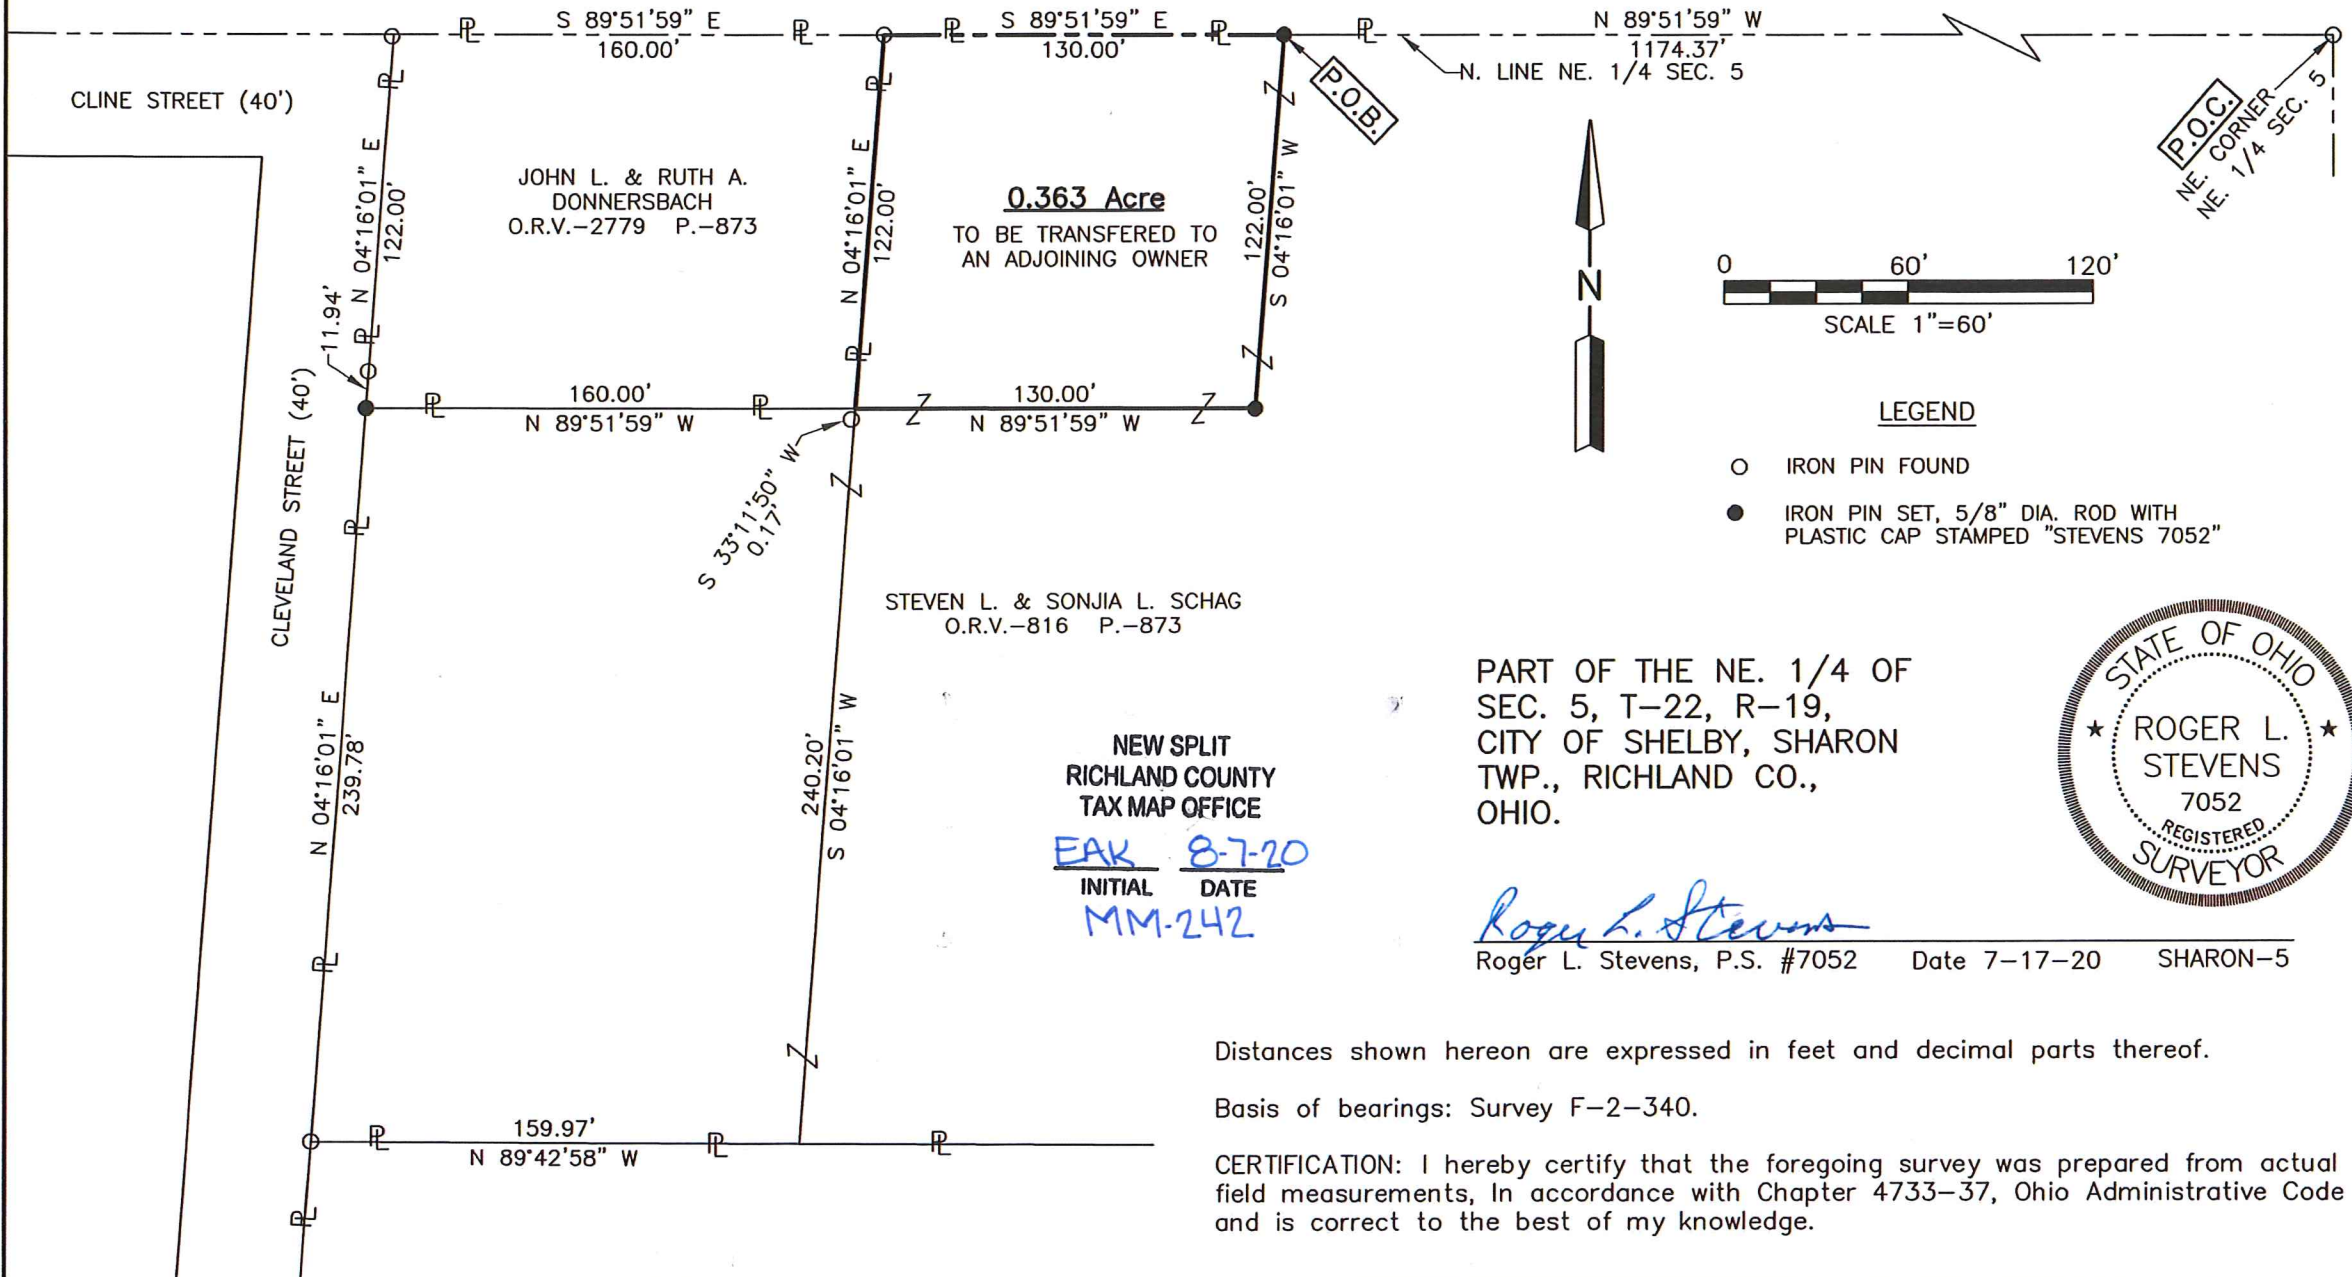 S 89°51'59" E
160.00'
S 89°51'59" E
130.00'
N 89°51'59" W
1174.37'
N. LINE NE. 1/4 SEC. 5
P.O.B.
P.O.C.
NE. CORNER
NE. 1/4 SEC. 5
CLINE STREET (40')
N 04°16'01" E
122.00'
JOHN L. & RUTH A.
DONNERSBACH
O.R.V.-2779 P.-873
N 04°16'01" E
122.00'
0.363 Acre
TO BE TRANSFERED TO
AN ADJOINING OWNER
122.00'
S 04°16'01" W
N
0 60' 120'
SCALE 1"=60'
11.94'
160.00'
N 89°51'59" W
130.00'
N 89°51'59" W
S 33°11'50" W
0.17'
CLEVELAND STREET (40')
LEGEND
IRON PIN FOUND
IRON PIN SET, 5/8" DIA. ROD WITH
PLASTIC CAP STAMPED "STEVENS 7052"
STEVEN L. & SONJIA L. SCHAG
O.R.V.-816 P.-873
N 04°16'01" E
239.78'
240.20'
S 04°16'01" W
NEW SPLIT
RICHLAND COUNTY
TAX MAP OFFICE
EAK 8-7-20
INITIAL DATE
MM-242
PART OF THE NE. 1/4 OF
SEC. 5, T-22, R-19,
CITY OF SHELBY, SHARON
TWP., RICHLAND CO.,
OHIO.
STATE OF OHIO
ROGER L.
STEVENS
7052
REGISTERED
SURVEYOR
Roger L. Stevens
Roger L. Stevens, P.S. #7052 Date 7-17-20 SHARON-5
159.97'
N 89°42'58" W
Distances shown hereon are expressed in feet and decimal parts thereof.
Basis of bearings: Survey F-2-340.
CERTIFICATION: I hereby certify that the foregoing survey was prepared from actual
field measurements, In accordance with Chapter 4733-37, Ohio Administrative Code
and is correct to the best of my knowledge.